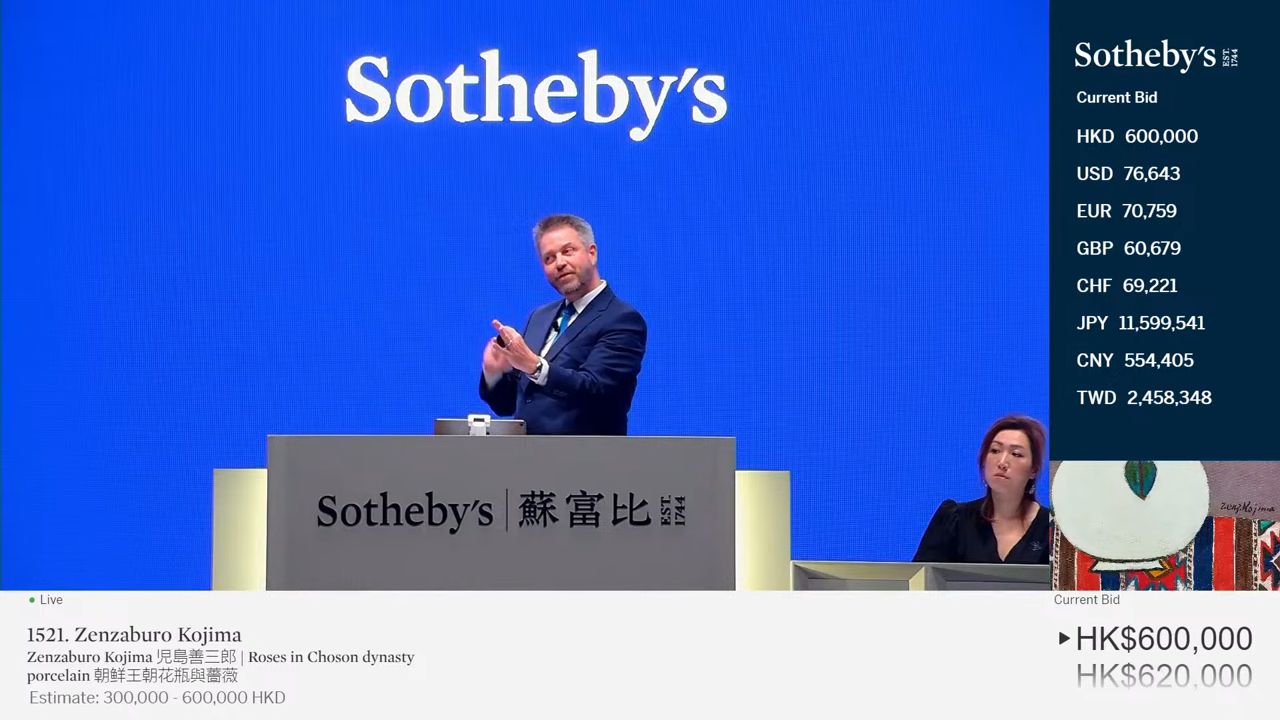 Sotheby's
Sotheby's EST. 1744
Current Bid
HKD 600,000
USD 76,643
EUR 70,759
GBP 60,679
CHF 69,221
JPY 11,599,541
CNY 554,405
TWD 2,458,348
Sotheby's | 蘇富比 EST. 1744
Zenji Kojima
Live
Current Bid
1521. Zenzaburo Kojima
Zenzaburo Kojima 児島善三郎 | Roses in Choson dynasty
porcelain 朝鮮王朝花瓶與薔薇
Estimate: 300,000 - 600,000 HKD
HK$600,000
HK$620,000